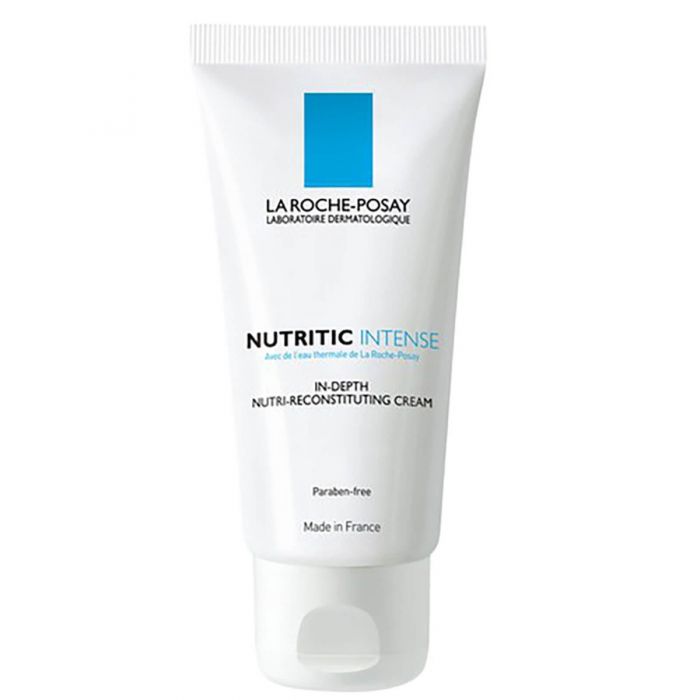 LA ROCHE-POSAY
LABORATOIRE DERMATOLOGIQUE
NUTRITIC INTENSE
Avec de l'eau thermale de La Roche-Posay
IN-DEPTH
NUTRI-RECONSTITUTING CREAM
Paraben-free
Made in France